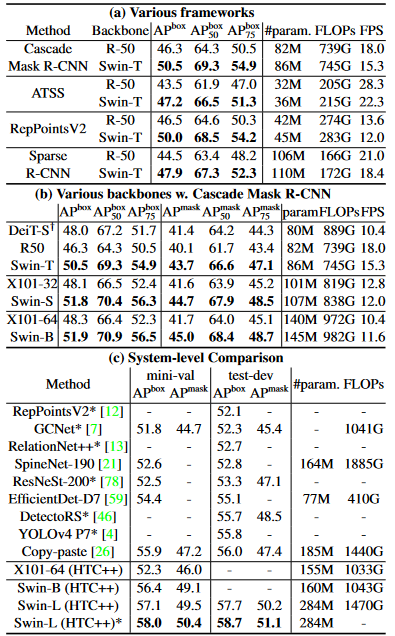 (a) Various frameworks
Method Backbone AP^box AP^box_50 AP^box_75 #param. FLOPs FPS
Cascade R-50 46.3 64.3 50.5 82M 739G 18.0
Mask R-CNN Swin-T 50.5 69.3 54.9 86M 745G 15.3
ATSS R-50 43.5 61.9 47.0 32M 205G 28.3
Swin-T 47.2 66.5 51.3 36M 215G 22.3
RepPointsV2 R-50 46.5 64.6 50.3 42M 274G 13.6
Swin-T 50.0 68.5 54.2 45M 283G 12.0
Sparse R-50 44.5 63.4 48.2 106M 166G 21.0
R-CNN Swin-T 47.9 67.3 52.3 110M 172G 18.4
(b) Various backbones w. Cascade Mask R-CNN
AP^box AP^box_50 AP^box_75 AP^mask AP^mask_50 AP^mask_75 param FLOPs FPS
DeiT-S† 48.0 67.2 51.7 41.4 64.2 44.3 80M 889G 10.4
R50 46.3 64.3 50.5 40.1 61.7 43.4 82M 739G 18.0
Swin-T 50.5 69.3 54.9 43.7 66.6 47.1 86M 745G 15.3
X101-32 48.1 66.5 52.4 41.6 63.9 45.2 101M 819G 12.8
Swin-S 51.8 70.4 56.3 44.7 67.9 48.5 107M 838G 12.0
X101-64 48.3 66.4 52.3 41.7 64.0 45.1 140M 972G 10.4
Swin-B 51.9 70.9 56.5 45.0 68.4 48.7 145M 982G 11.6
(c) System-level Comparison
Method mini-val test-dev #param. FLOPs
AP^box AP^mask AP^box AP^mask
RepPointsV2* [12] - - 52.1 - - -
GCNet* [7] 51.8 44.7 52.3 45.4 - 1041G
RelationNet++* [13] - - 52.7 - - -
SpineNet-190 [21] 52.6 - 52.8 - 164M 1885G
ResNeSt-200* [78] 52.5 - 53.3 47.1 - -
EfficientDet-D7 [59] 54.4 - 55.1 - 77M 410G
DetectoRS* [46] - - 55.7 48.5 - -
YOLOv4 P7* [4] - - 55.8 - - -
Copy-paste [26] 55.9 47.2 56.0 47.4 185M 1440G
X101-64 (HTC++) 52.3 46.0 - - 155M 1033G
Swin-B (HTC++) 56.4 49.1 - - 160M 1043G
Swin-L (HTC++) 57.1 49.5 57.7 50.2 284M 1470G
Swin-L (HTC++)* 58.0 50.4 58.7 51.1 284M -